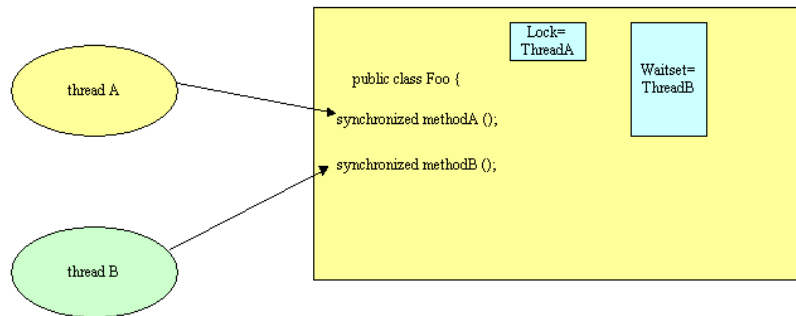 thread A
public class Foo {
synchronized methodA ();
synchronized methodB ();
Lock=
ThreadA
Waitset=
ThreadB
thread B